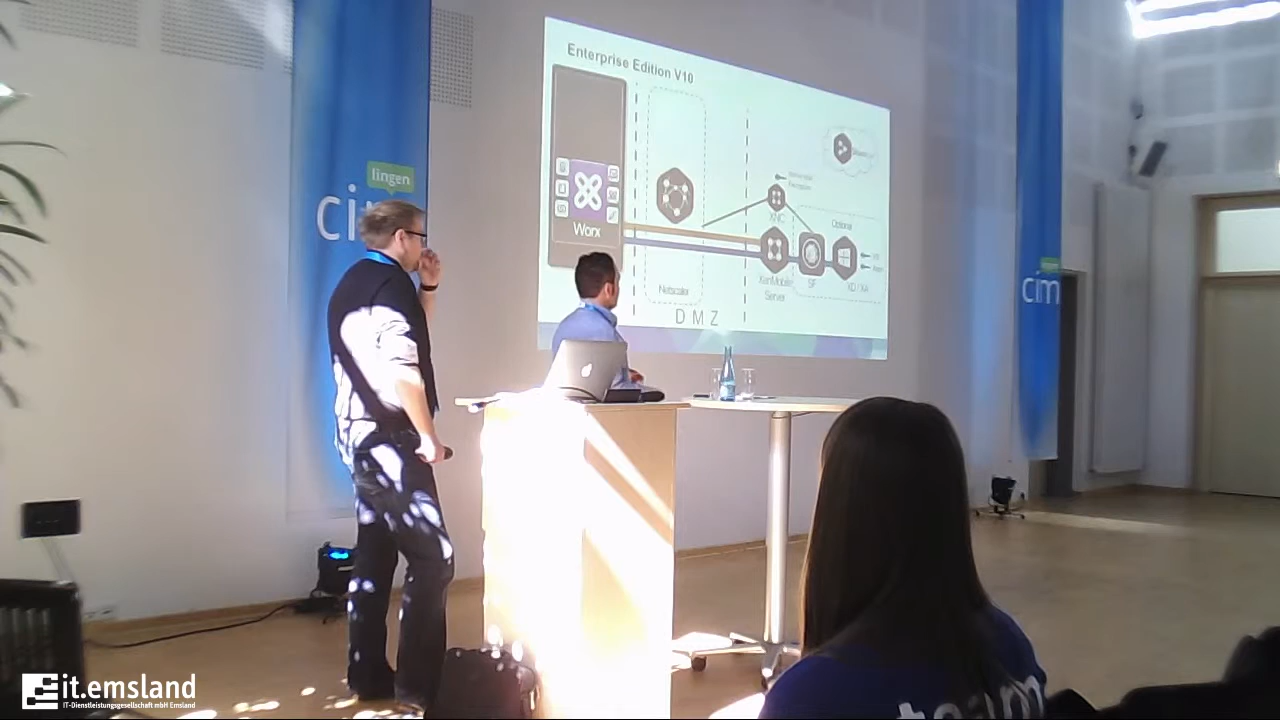 Enterprise Edition V10
Worx
Netscaler
D M Z
XNC
XenMobile
Server
Optional
SF
XD / XA
lingen
cim
cim
team
it.emsland
IT-Dienstleistungsgesellschaft mbH Emsland